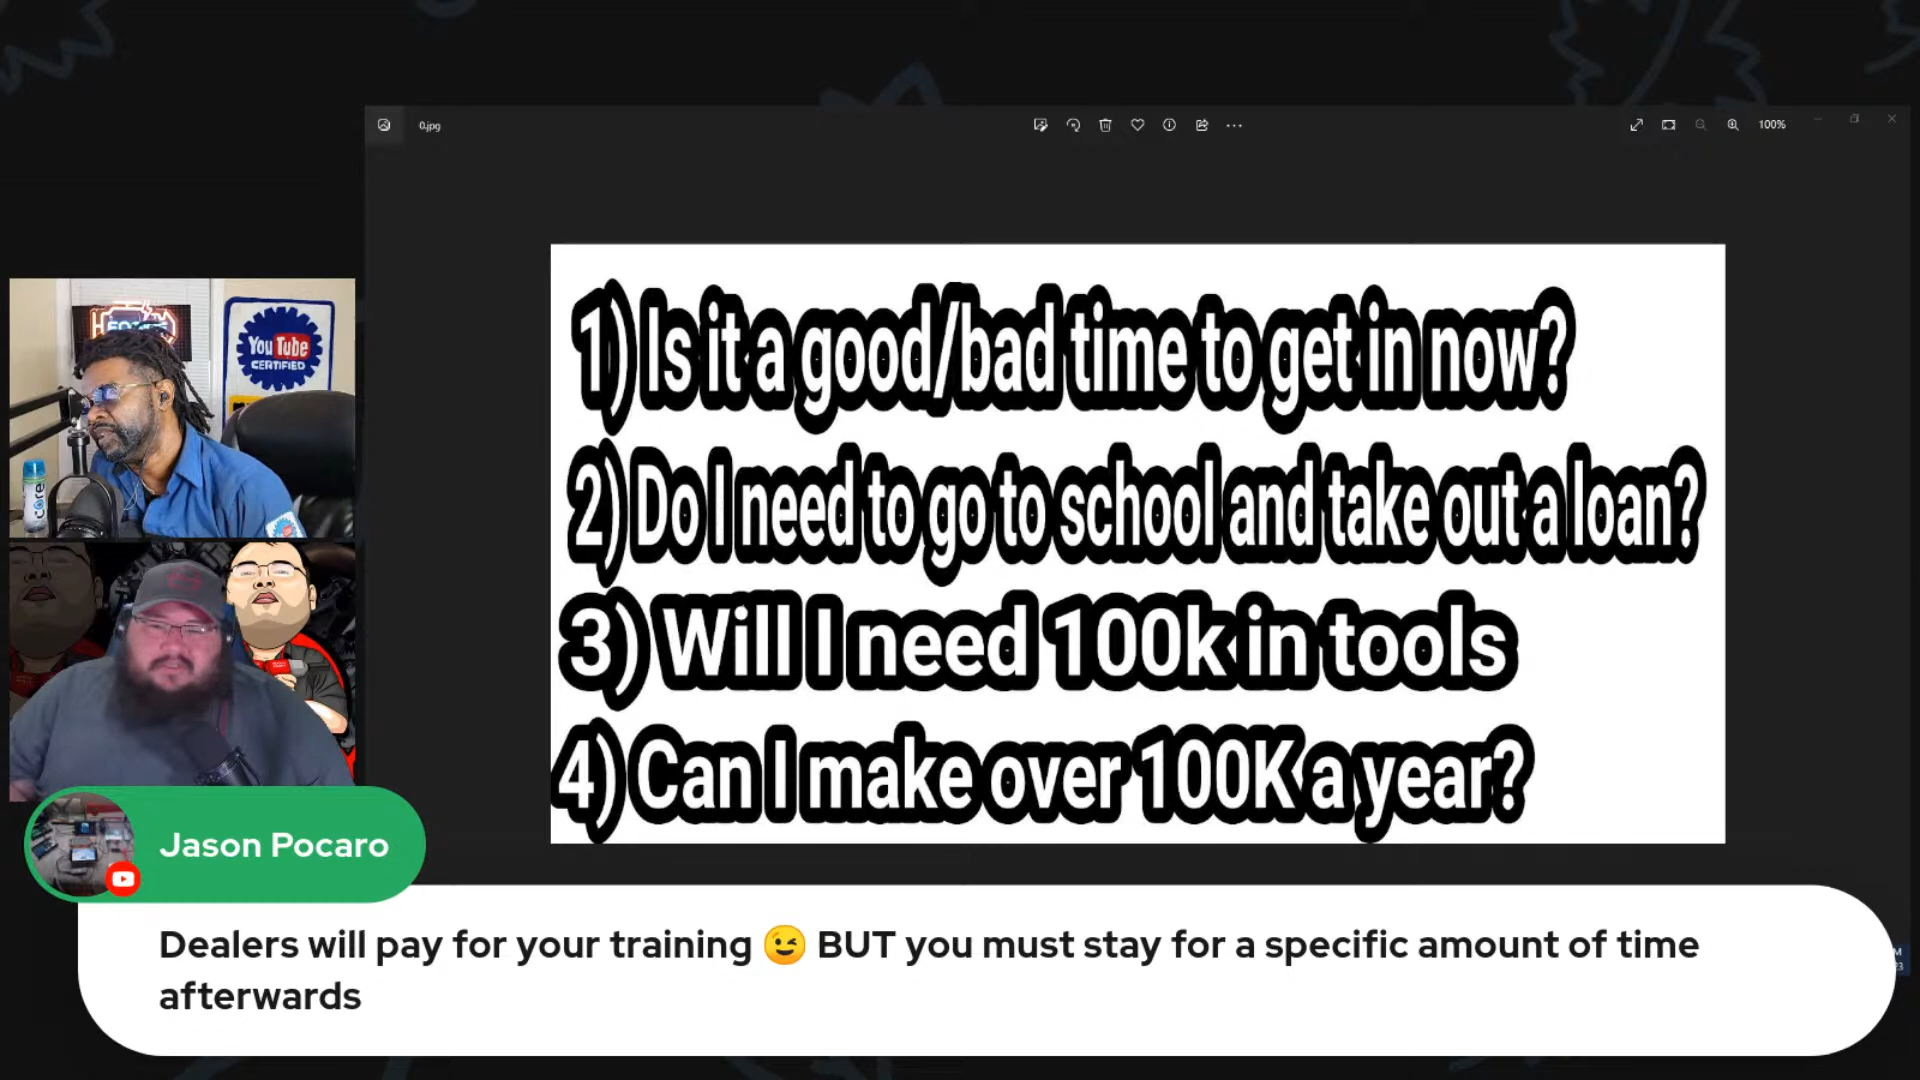 0.jpg
100%
1) Is it a good/bad time to get in now?
2) Do I need to go to school and take out a loan?
3) Will I need 100k in tools
4) Can I make over 100K a year?
You Tube
CERTIFIED
core
Jason Pocaro
Dealers will pay for your training 😉 BUT you must stay for a specific amount of time
afterwards